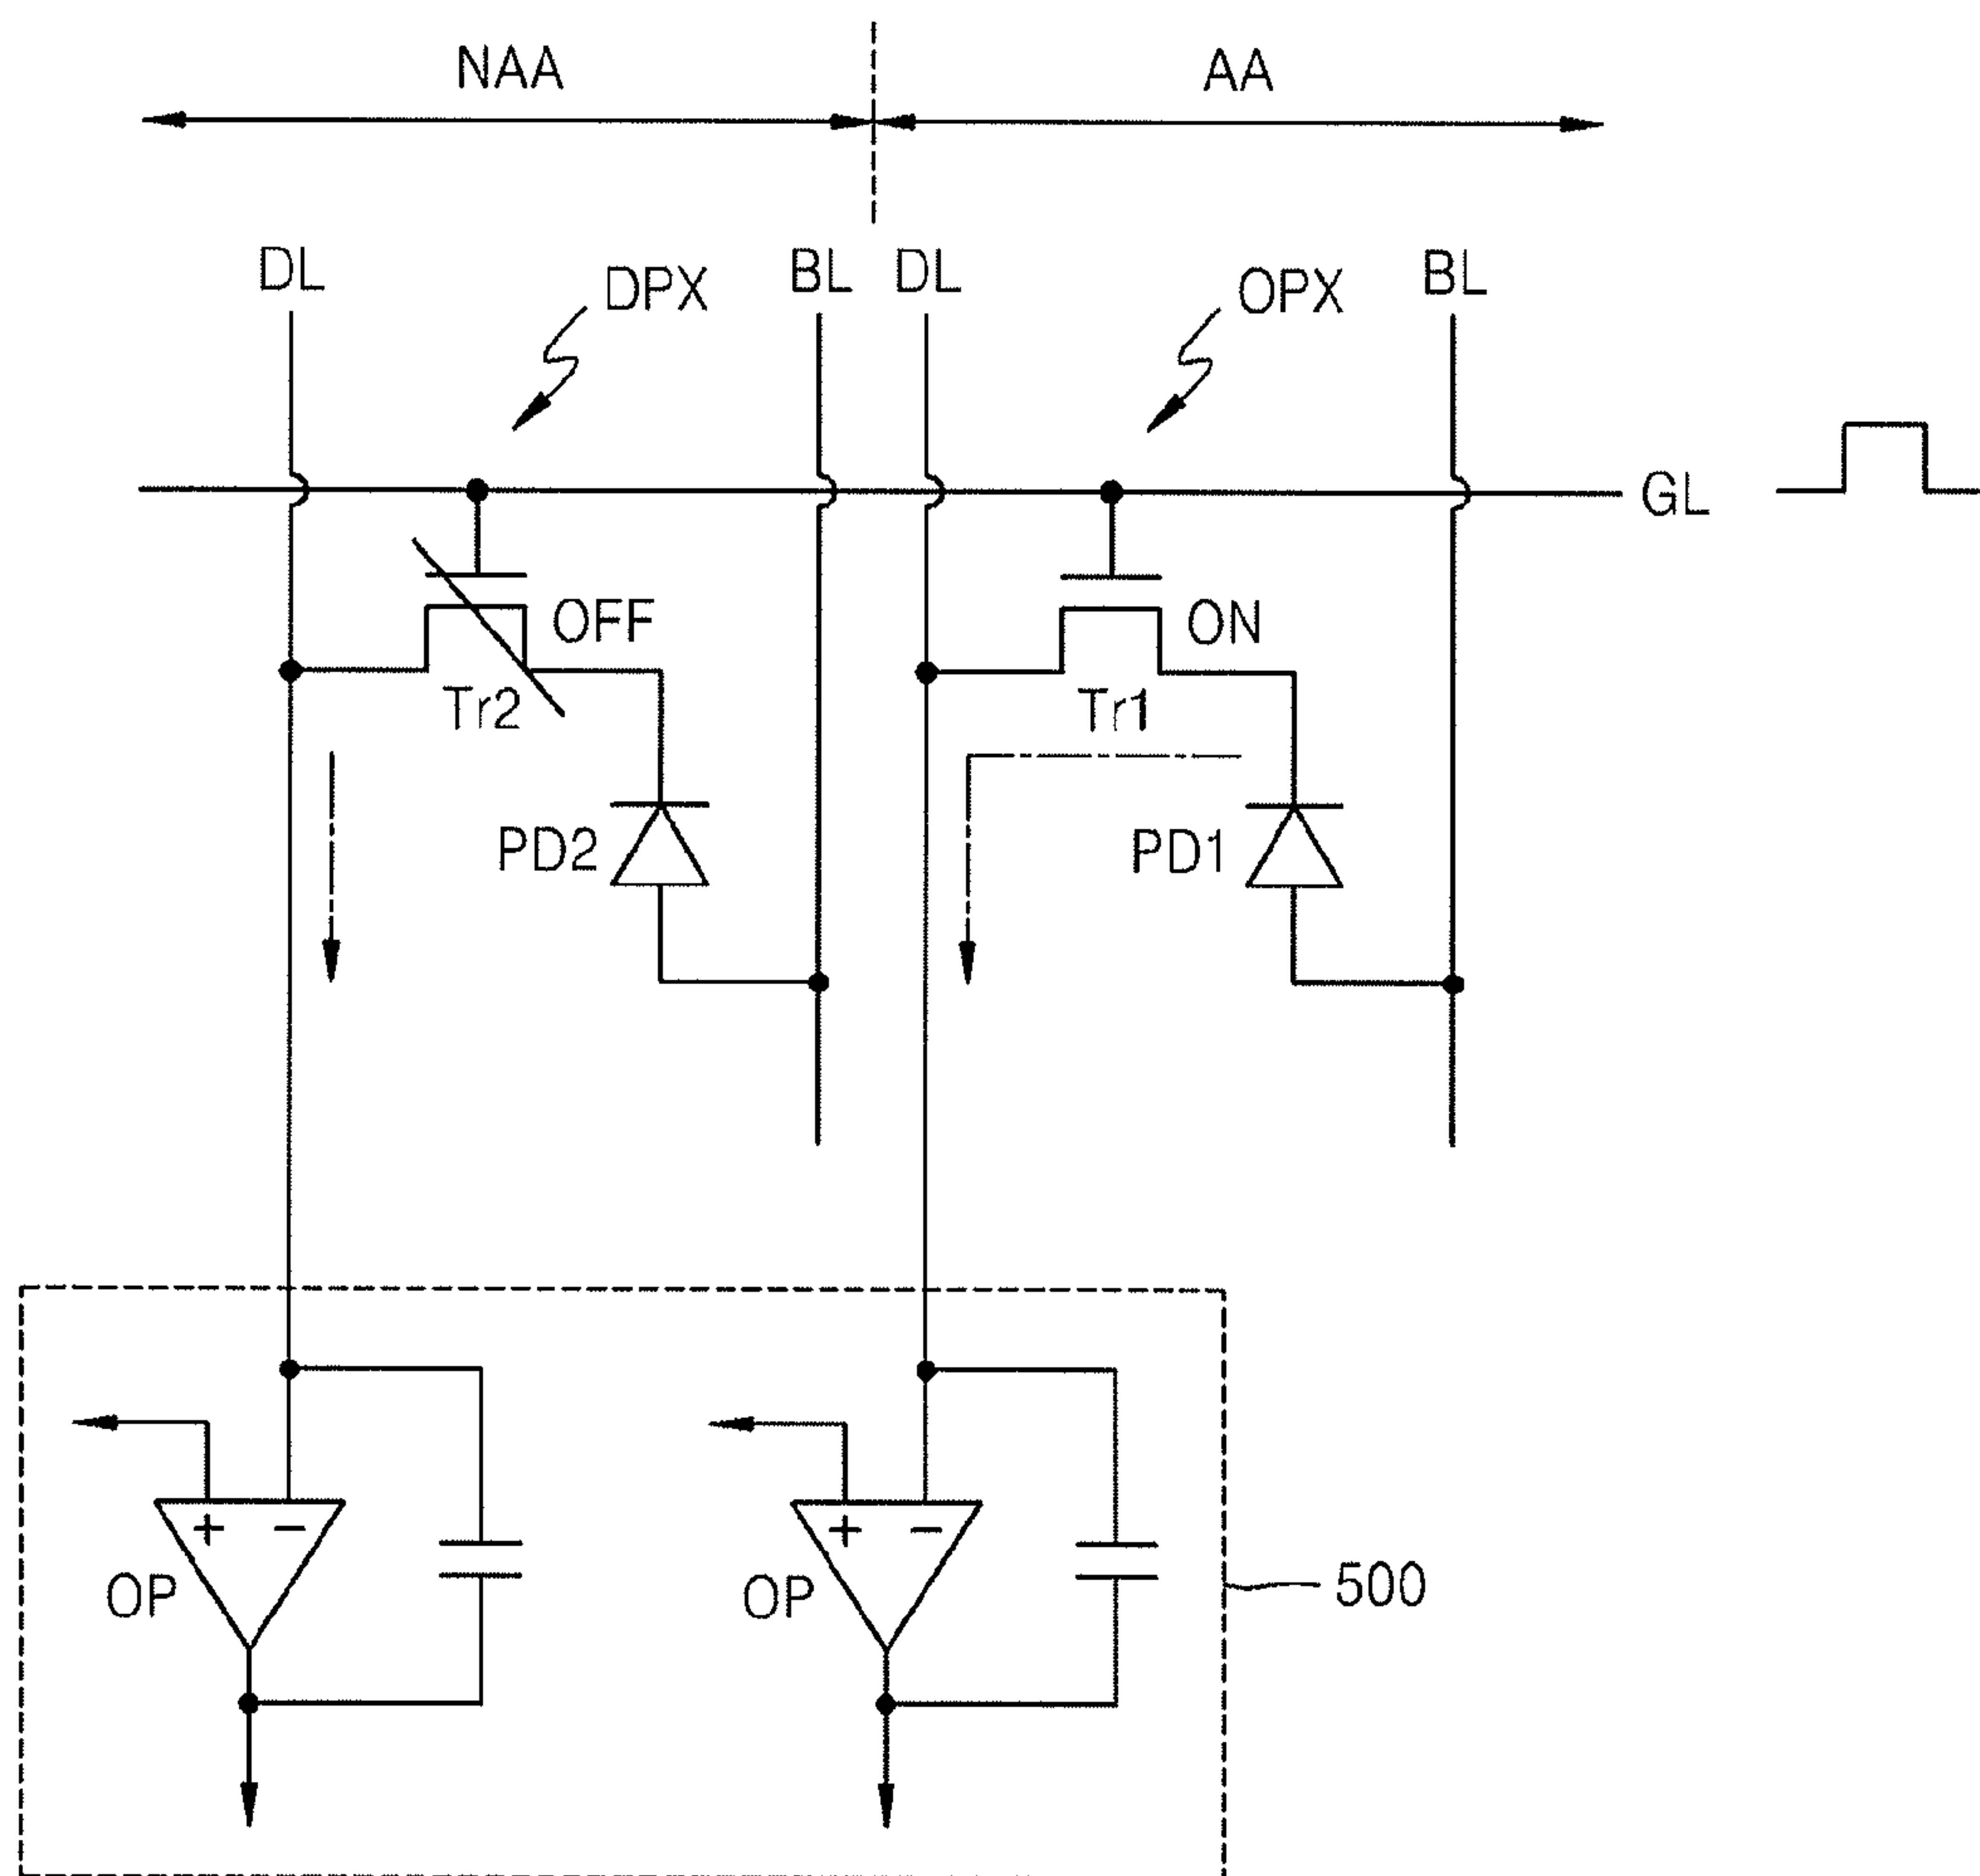 NAA AA
DL DPX BL DL OPX BL
GL
OFF ON
Tr2 Tr1
PD2 PD1
+ − + −
OP OP
500